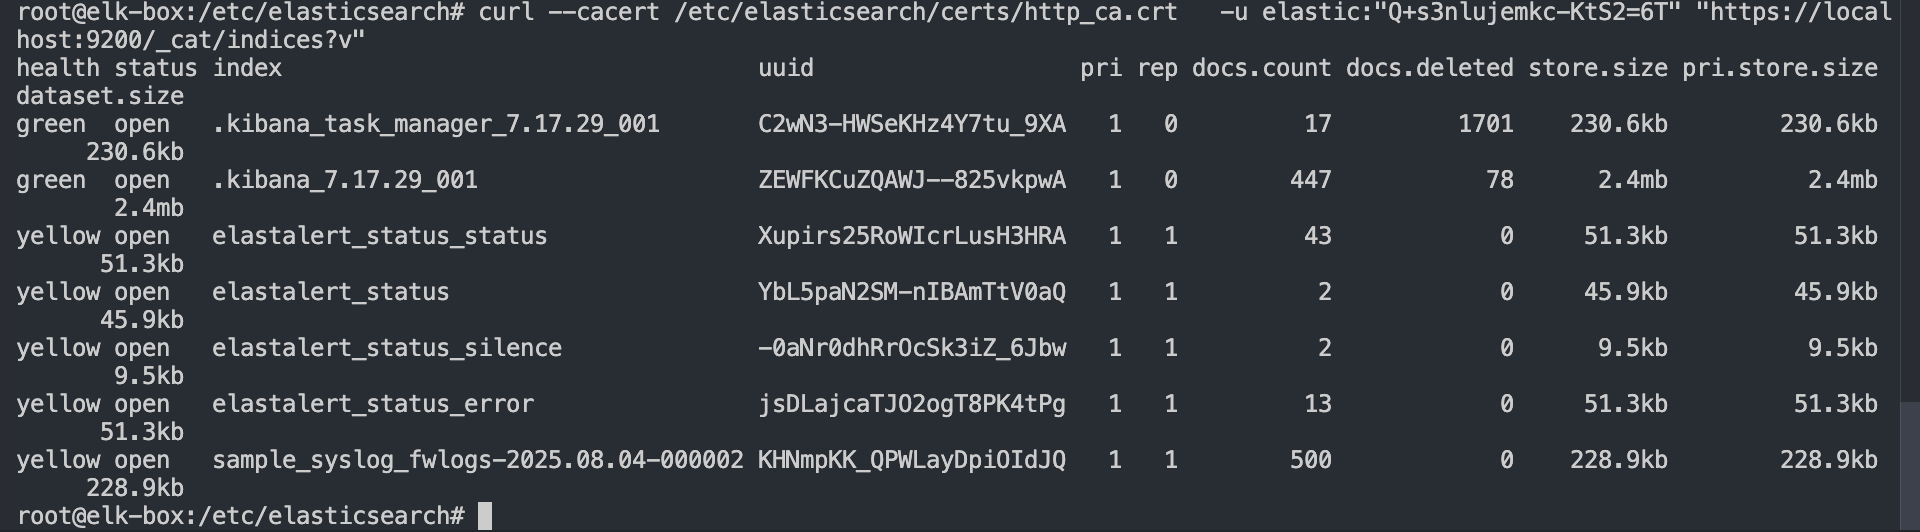 root@elk-box:/etc/elasticsearch# curl --cacert /etc/elasticsearch/certs/http_ca.crt   -u elastic:"Q+s3nlujemkc-KtS2=6T" "https://local
host:9200/_cat/indices?v"
health status index                                  uuid                   pri rep docs.count docs.deleted store.size pri.store.size
dataset.size
green  open   .kibana_task_manager_7.17.29_001       C2wN3-HWSeKHz4Y7tu_9XA   1   0         17         1701    230.6kb        230.6kb
     230.6kb
green  open   .kibana_7.17.29_001                    ZEWFKCuZQAWJ--825vkpwA   1   0        447           78      2.4mb          2.4mb
       2.4mb
yellow open   elastalert_status_status               Xupirs25RoWIcrLusH3HRA   1   1         43            0     51.3kb         51.3kb
      51.3kb
yellow open   elastalert_status                      YbL5paN2SM-nIBAmTtV0aQ   1   1          2            0     45.9kb         45.9kb
      45.9kb
yellow open   elastalert_status_silence              -0aNr0dhRrOcSk3iZ_6Jbw   1   1          2            0      9.5kb          9.5kb
       9.5kb
yellow open   elastalert_status_error                jsDLajcaTJO2ogT8PK4tPg   1   1         13            0     51.3kb         51.3kb
      51.3kb
yellow open   sample_syslog_fwlogs-2025.08.04-000002 KHNmpKK_QPWLayDpiOIdJQ   1   1        500            0    228.9kb        228.9kb
     228.9kb
root@elk-box:/etc/elasticsearch#